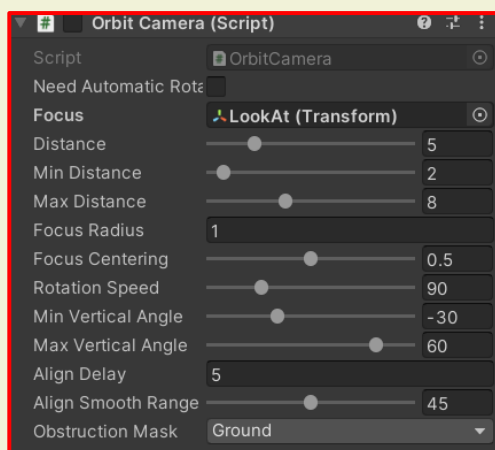 # Orbit Camera (Script)
Script OrbitCamera
Need Automatic Rota
Focus LookAt (Transform)
Distance 5
Min Distance 2
Max Distance 8
Focus Radius 1
Focus Centering 0.5
Rotation Speed 90
Min Vertical Angle -30
Max Vertical Angle 60
Align Delay 5
Align Smooth Range 45
Obstruction Mask Ground